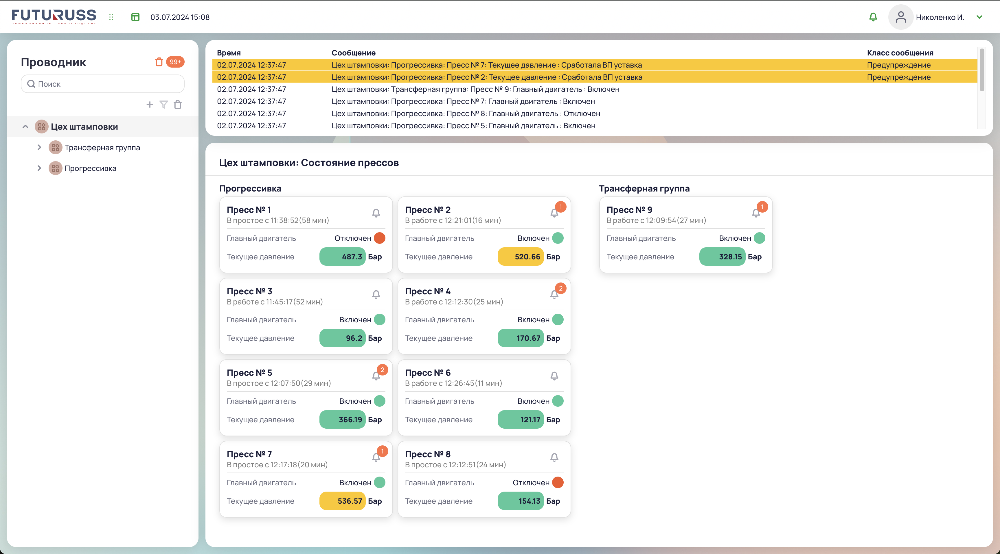 FUTURUSS
ОБЫКНОВЕННОЕ ПРЕВОСХОДСТВО
03.07.2024 15:08
Николенко И.
Проводник
99+
Поиск
Цех штамповки
Трансферная группа
Прогрессивка
Время Сообщение Класс сообщения
02.07.2024 12:37:47 Цех штамповки: Прогрессивка: Пресс № 7: Текущее давление : Сработала ВП уставка Предупреждение
02.07.2024 12:37:47 Цех штамповки: Прогрессивка: Пресс № 2: Текущее давление : Сработала ВП уставка Предупреждение
02.07.2024 12:37:47 Цех штамповки: Трансферная группа: Пресс № 9: Главный двигатель : Включен
02.07.2024 12:37:47 Цех штамповки: Прогрессивка: Пресс № 7: Главный двигатель : Включен
02.07.2024 12:37:47 Цех штамповки: Прогрессивка: Пресс № 8: Главный двигатель : Отключен
02.07.2024 12:37:47 Цех штамповки: Прогрессивка: Пресс № 5: Главный двигатель : Включен
Цех штамповки: Состояние прессов
Прогрессивка
Пресс № 1
В простое с 11:38:52(58 мин)
Главный двигатель Отключен
Текущее давление 487.3 Бар
Пресс № 2
1
В работе с 12:21:01(16 мин)
Главный двигатель Включен
Текущее давление 520.66 Бар
Пресс № 3
В работе с 11:45:17(52 мин)
Главный двигатель Включен
Текущее давление 96.2 Бар
Пресс № 4
2
В работе с 12:12:30(25 мин)
Главный двигатель Включен
Текущее давление 170.67 Бар
Пресс № 5
2
В простое с 12:07:50(29 мин)
Главный двигатель Включен
Текущее давление 366.19 Бар
Пресс № 6
В работе с 12:26:45(11 мин)
Главный двигатель Включен
Текущее давление 121.17 Бар
Пресс № 7
1
В простое с 12:17:18(20 мин)
Главный двигатель Включен
Текущее давление 536.57 Бар
Пресс № 8
В простое с 12:12:51(24 мин)
Главный двигатель Отключен
Текущее давление 154.13 Бар
Трансферная группа
Пресс № 9
1
В работе с 12:09:54(27 мин)
Главный двигатель Включен
Текущее давление 328.15 Бар